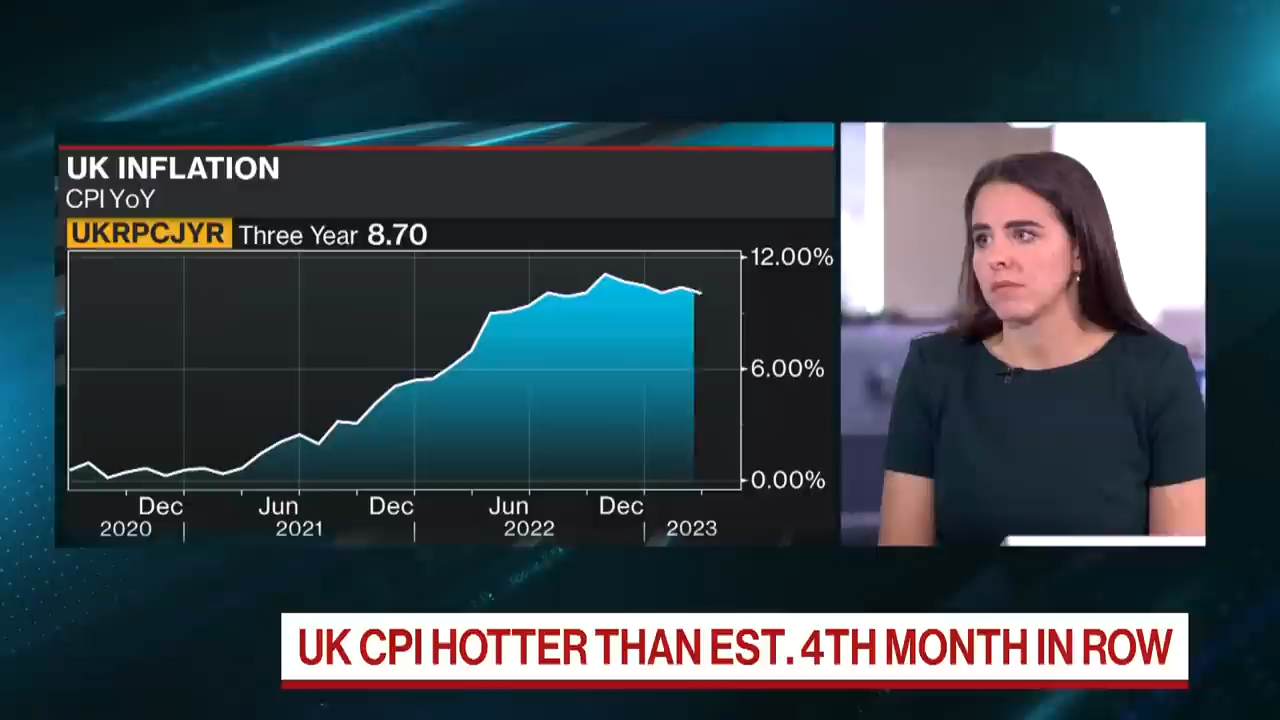 UK INFLATION
CPI YoY
UKRPCJYR Three Year 8.70
12.00%
6.00%
0.00%
Dec Jun Dec Jun Dec
2020 2021 2022 2023
UK CPI HOTTER THAN EST. 4TH MONTH IN ROW